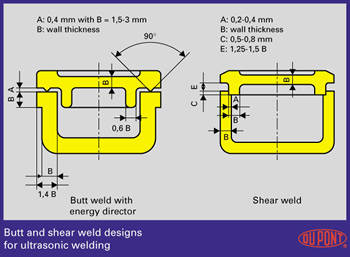 A: 0,4 mm with B = 1,5-3 mm
B: wall thickness
A: 0,2-0,4 mm
B: wall thickness
C: 0,5-0,8 mm
E: 1,25-1,5 B
90°
A
B
B
0,6 B
B
1,4 B
Butt weld with
energy director
B
E
C
A
B
B
Shear weld
Butt and shear weld designs
for ultrasonic welding
DU PONT